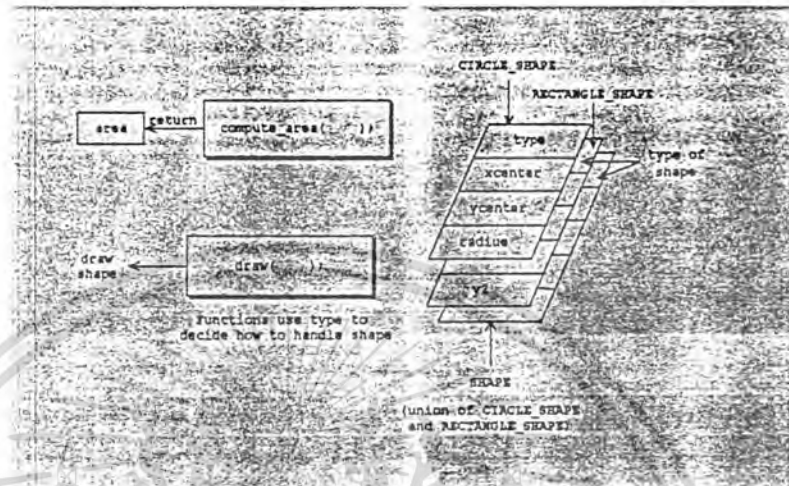 CIRCLE_SHAPE
RECTANGLE_SHAPE
area
return
compute_area(...);
type
type of
shape
xcenter
ycenter
radius
draw
shape
draw(...);
y2
Functions use type to
decide how to handle shape
SHAPE
(union of CIRCLE_SHAPE
and RECTANGLE_SHAPE)